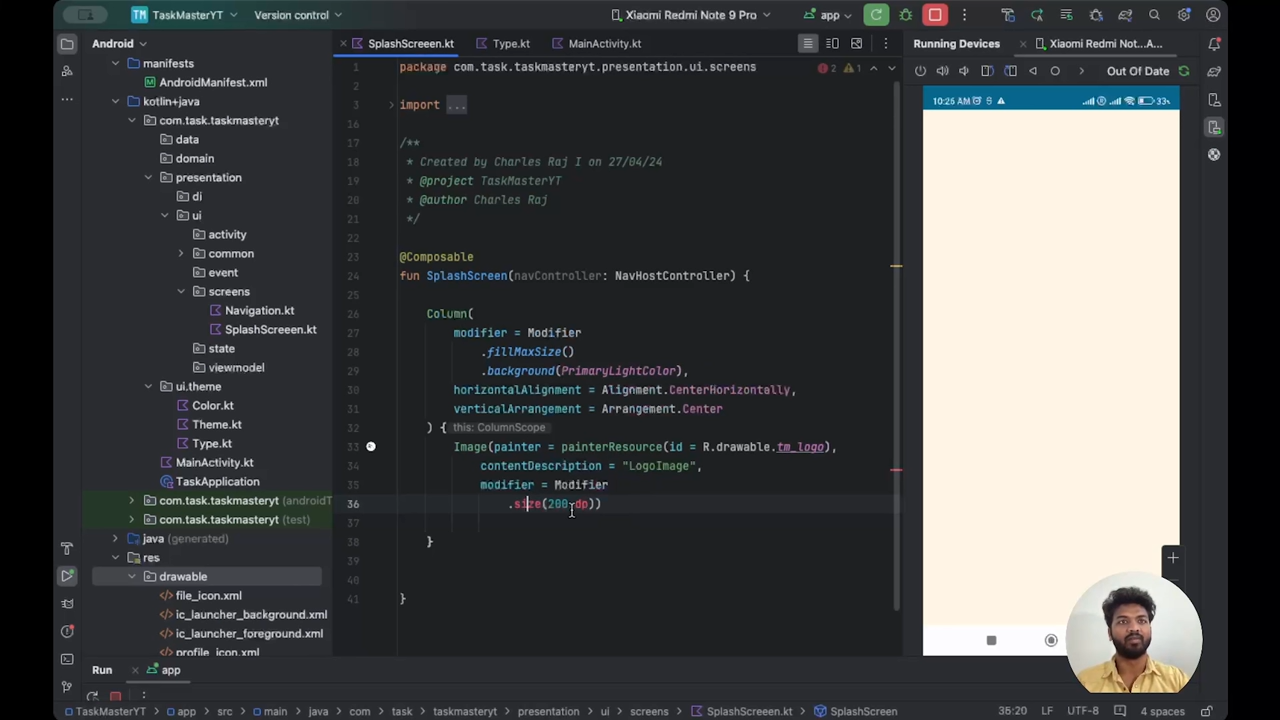 TaskMasterYT
Version control
Xiaomi Redmi Note 9 Pro
app
Android
SplashScreeen.kt
Type.kt
MainActivity.kt
Running Devices
Xiaomi Redmi Not...A...
manifests
AndroidManifest.xml
kotlin+java
com.task.taskmasteryt
data
domain
presentation
di
ui
activity
common
event
screens
Navigation.kt
SplashScreeen.kt
state
viewmodel
ui.theme
Color.kt
Theme.kt
Type.kt
MainActivity.kt
TaskApplication
com.task.taskmasteryt (androidT
com.task.taskmasteryt (test)
java (generated)
res
drawable
file_icon.xml
ic_launcher_background.xml
ic_launcher_foreground.xml
profile_icon.xml
1 package com.task.taskmasteryt.presentation.ui.screens
2 1
2
3 import ...
16
17 /**
18 * Created by Charles Raj I on 27/04/24
19 * @project TaskMasterYT
20 * @author Charles Raj
21 */
22
23 @Composable
24 fun SplashScreen(navController: NavHostController) {
25
26 Column(
27 modifier = Modifier
28 .fillMaxSize()
29 .background(PrimaryLightColor),
30 horizontalAlignment = Alignment.CenterHorizontally,
31 verticalArrangement = Arrangement.Center
32 ) { this: ColumnScope
33 Image(painter = painterResource(id = R.drawable.tm_logo),
34 contentDescription = "LogoImage",
35 modifier = Modifier
36 .size(200.dp))
37
38 }
39
40
41 }
Out Of Date
10:26 AM
33
Run
app
TaskMasterYT > app > src > main > java > com > task > taskmasteryt > presentation > ui > screens > SplashScreeen.kt > SplashScreen
36:20 LF UTF-8 4 spaces